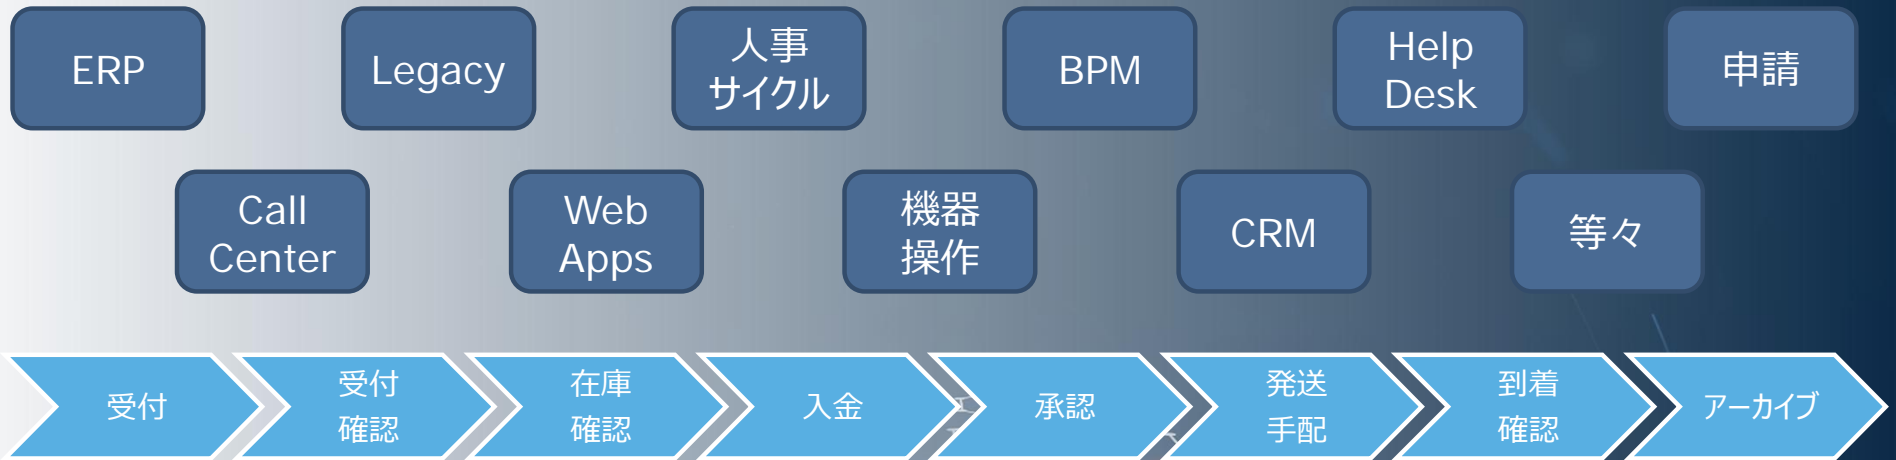 ERP
Legacy
人事
サイクル
BPM
Help
Desk
申請
Call
Center
Web
Apps
機器
操作
CRM
等々
受付
受付
確認
在庫
確認
入金
承認
発送
手配
到着
確認
アーカイブ